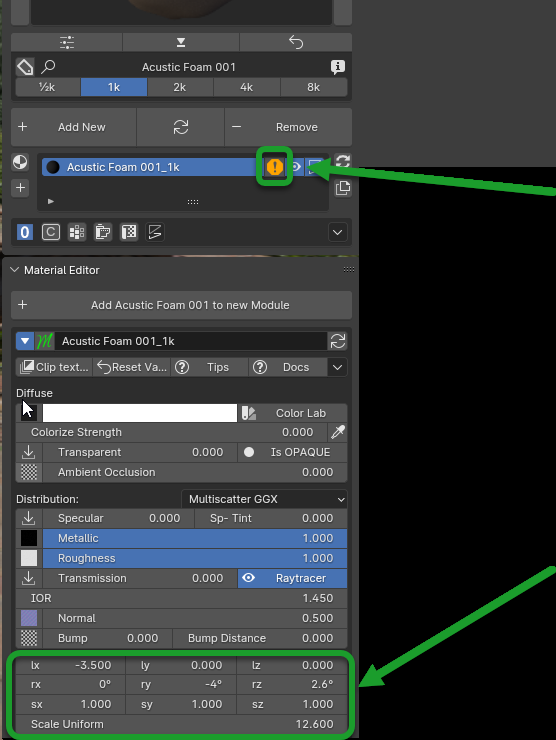 Acustic Foam 001
½k 1k 2k 4k 8k
Add New Remove
Acustic Foam 001_1k
Material Editor
Add Acustic Foam 001 to new Module
Acustic Foam 001_1k
Clip text... Reset Va... Tips Docs
Diffuse
Color Lab
Colorize Strength 0.000
Transparent 0.000 Is OPAQUE
Ambient Occlusion 0.000
Distribution: Multiscatter GGX
Specular 0.000 Sp- Tint 0.000
Metallic 1.000
Roughness 1.000
Transmission 0.000 Raytracer
IOR 1.450
Normal 0.500
Bump 0.000 Bump Distance 0.000
lx -3.500 ly 0.000 lz 0.000
rx 0° ry -4° rz 2.6°
sx 1.000 sy 1.000 sz 1.000
Scale Uniform 12.600